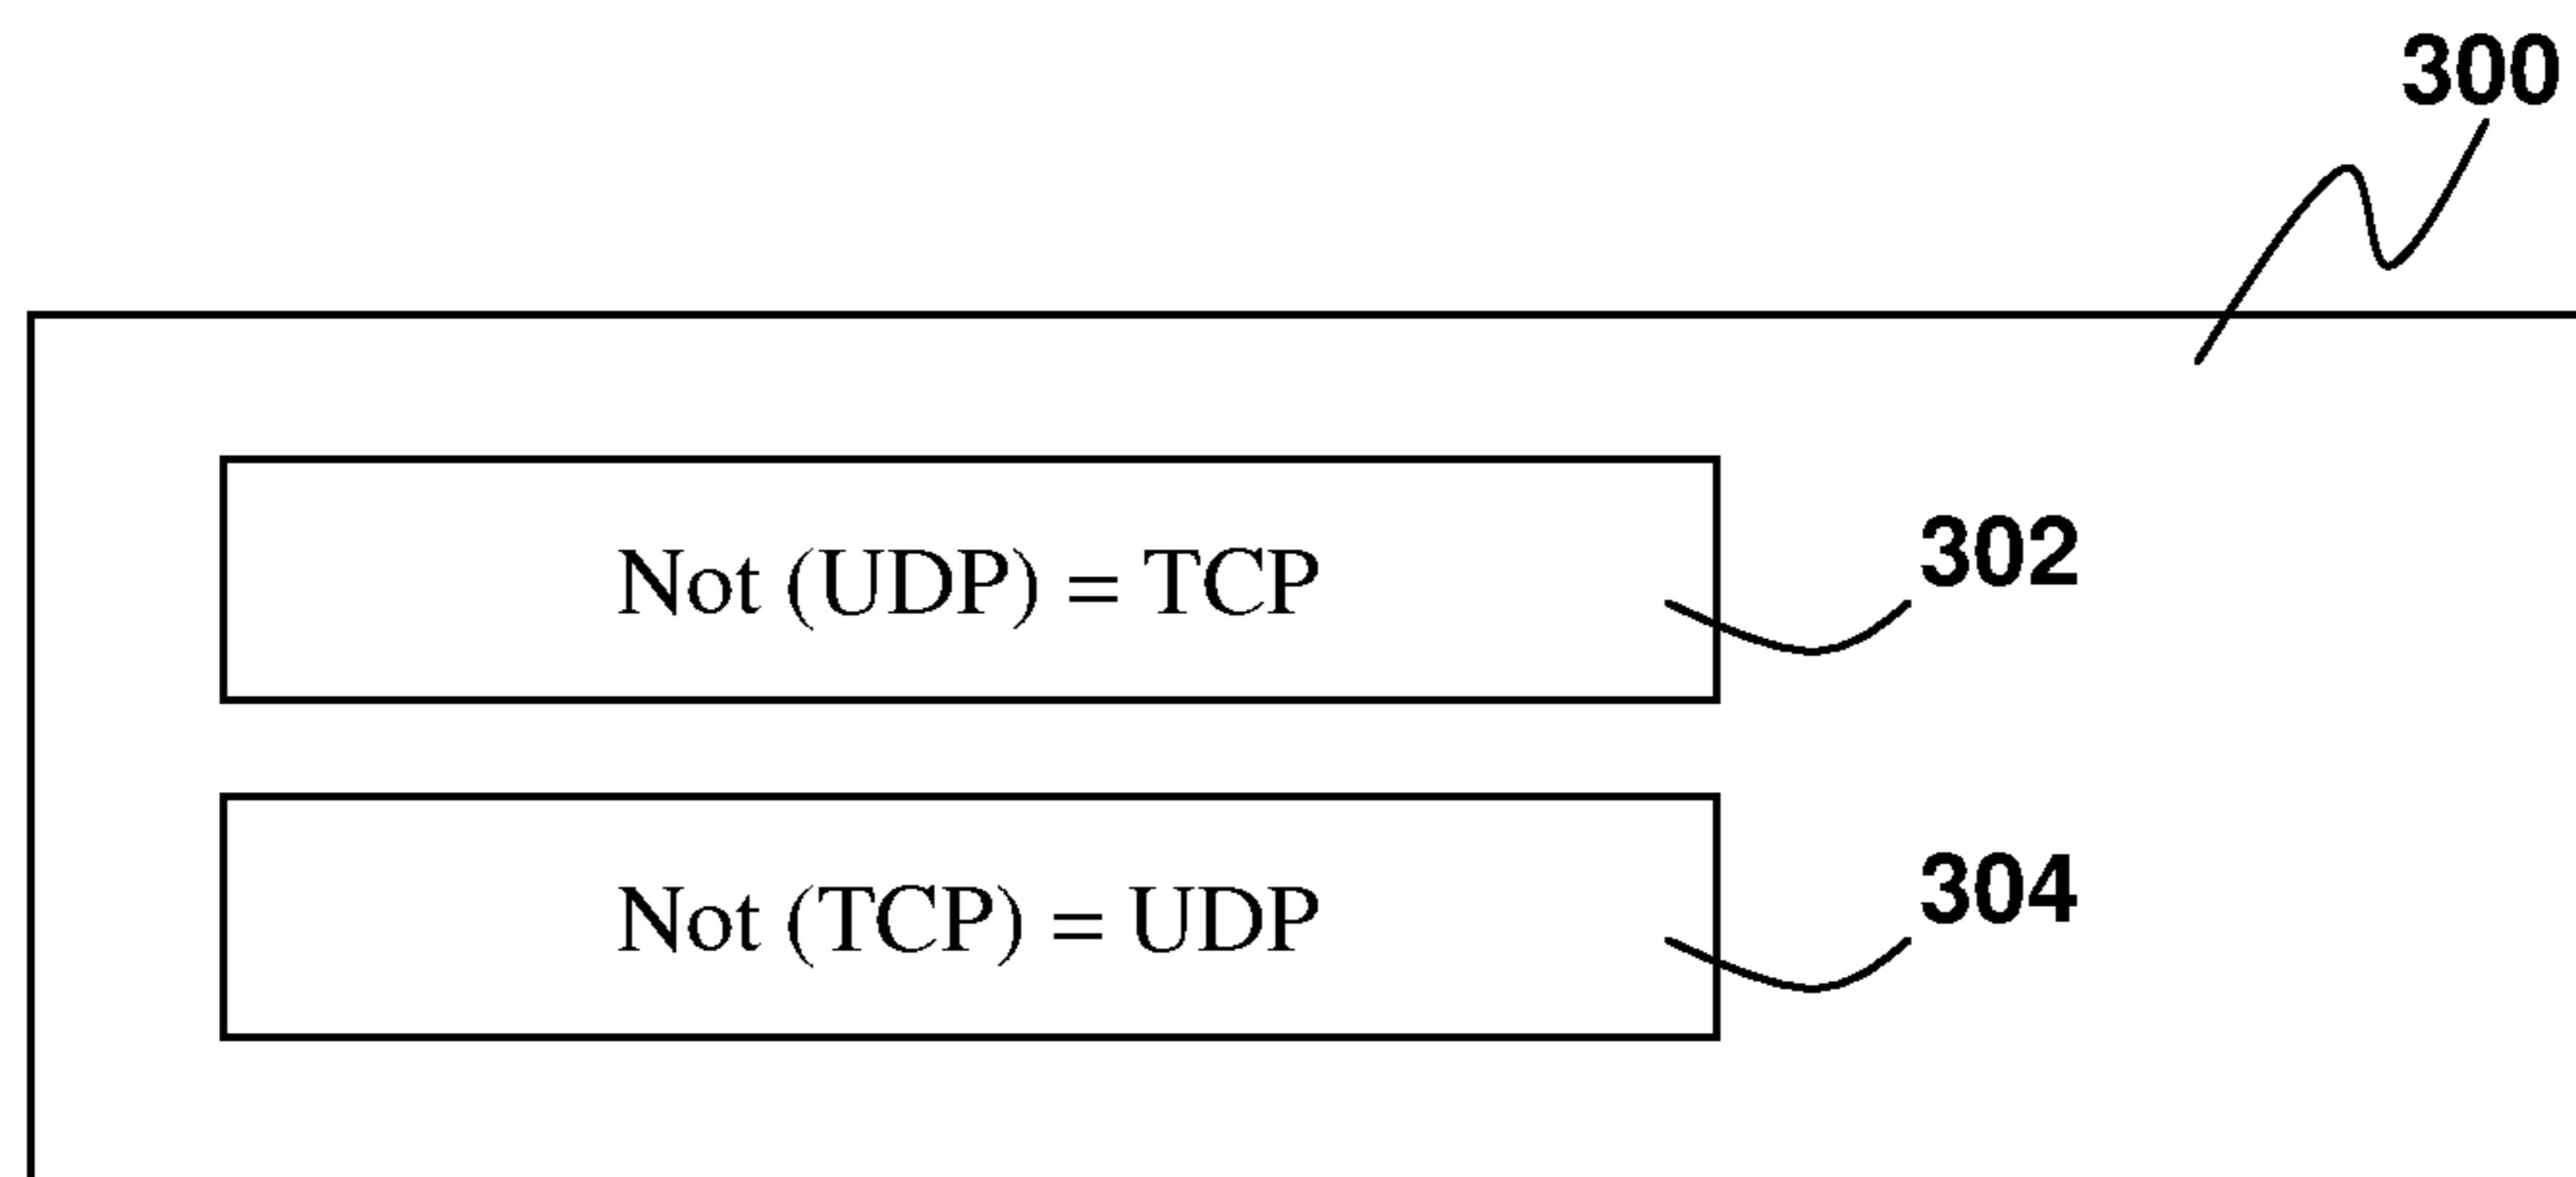 300
Not (UDP) = TCP
302
Not (TCP) = UDP
304